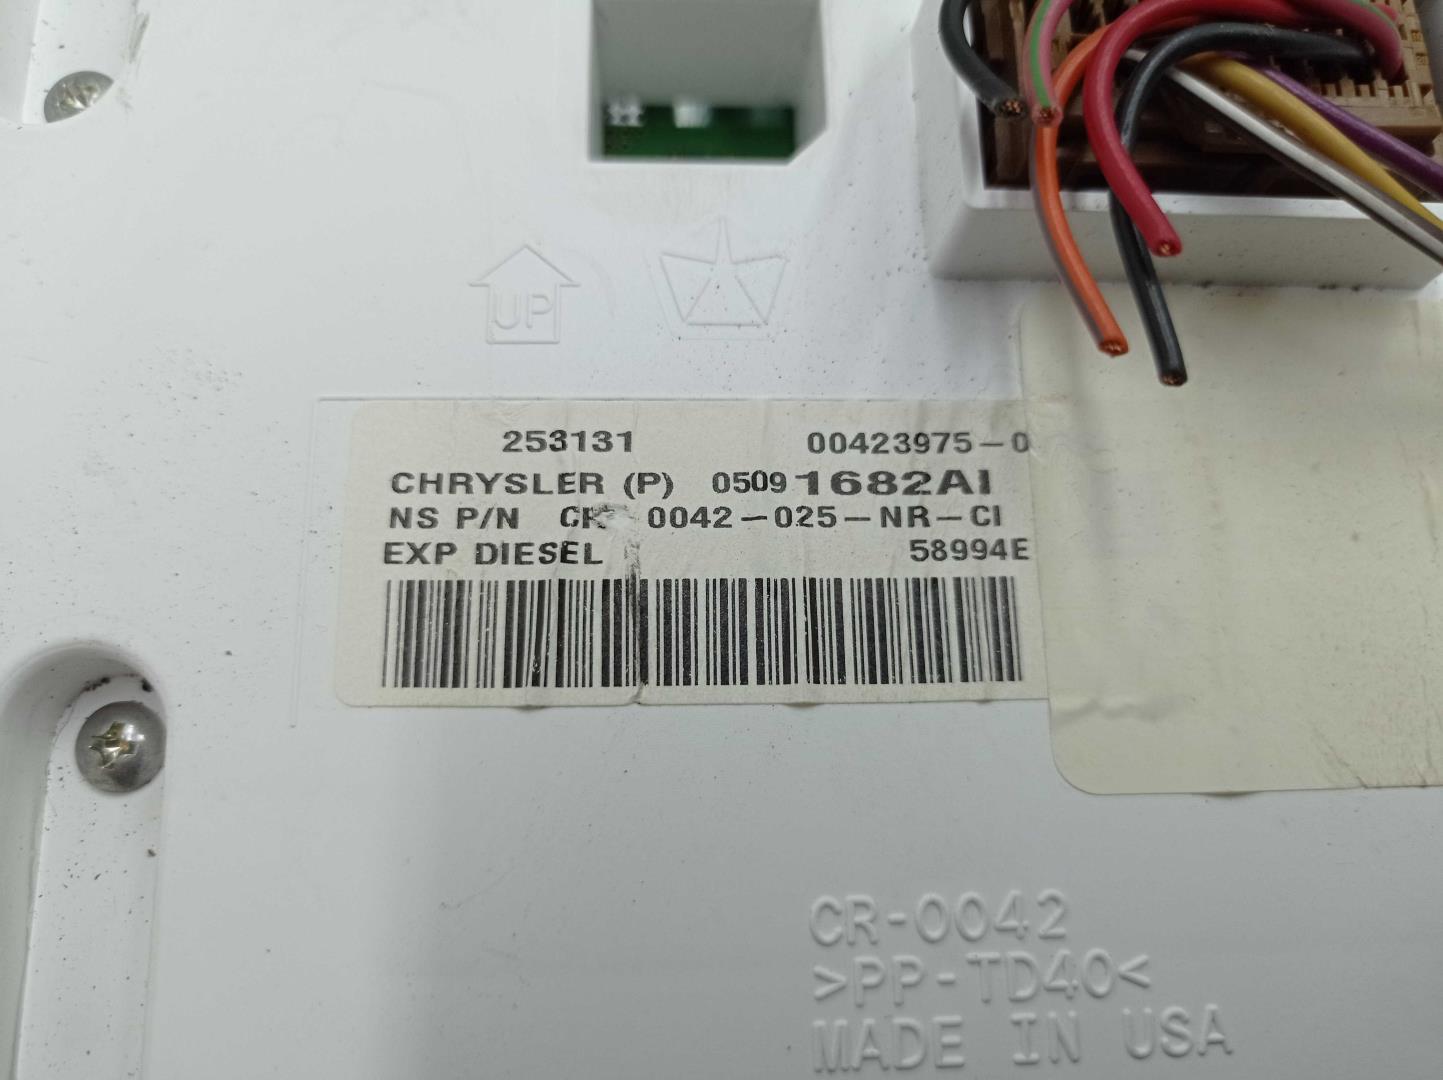 UP
253131 00423975-0
CHRYSLER (P) 05091682AI
NS P/N 0042-025-NR-CI
EXP DIESEL 58994E
CR-0042
>PP-TD40<
MADE IN USA